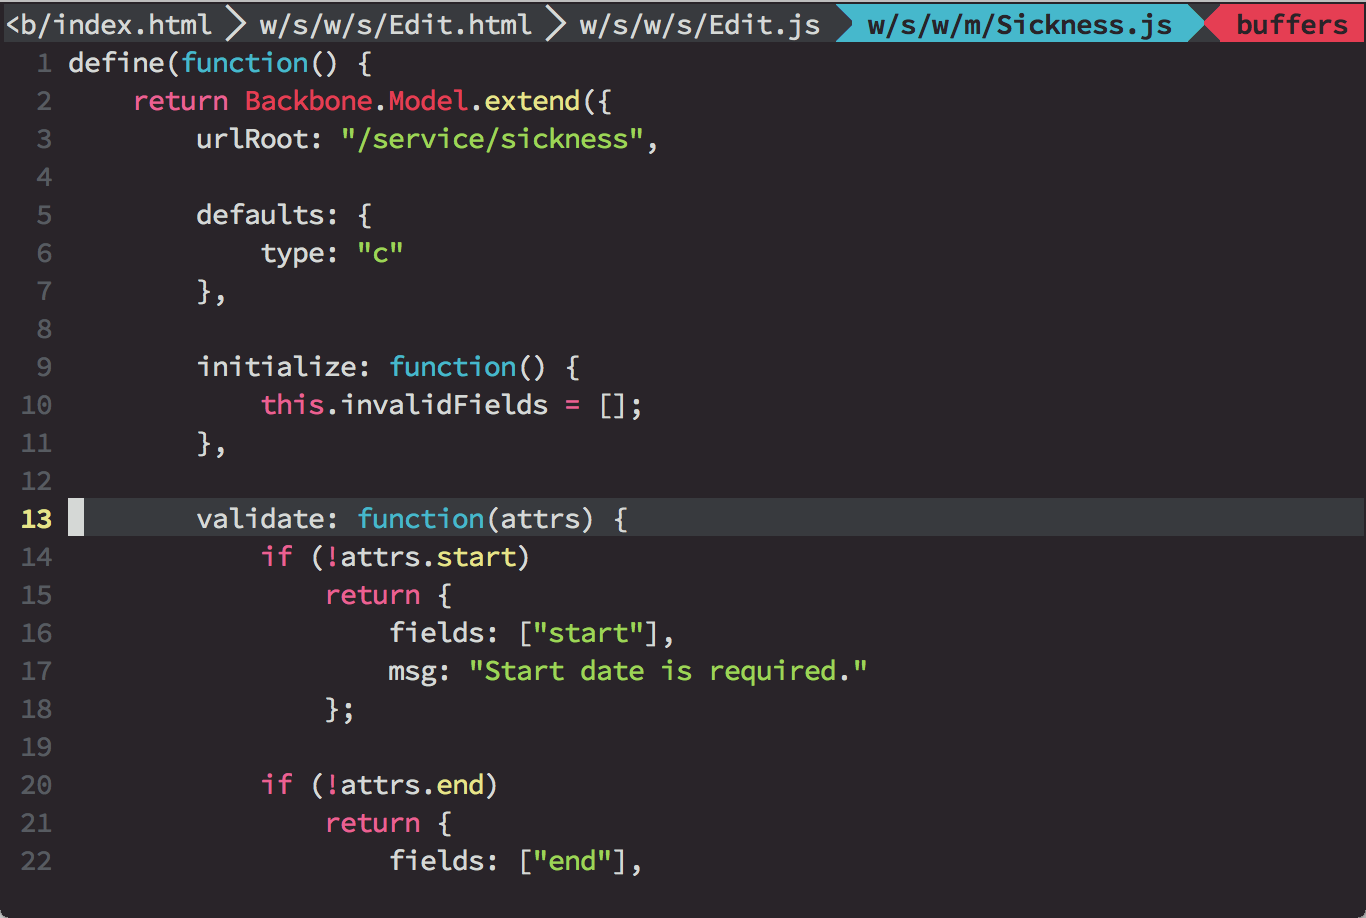 <b/index.html w/s/w/s/Edit.html w/s/w/s/Edit.js w/s/w/m/Sickness.js buffers
1 define(function() {
2     return Backbone.Model.extend({
3         urlRoot: "/service/sickness",
4
5         defaults: {
6             type: "c"
7         },
8
9         initialize: function() {
10             this.invalidFields = [];
11         },
12
13         validate: function(attrs) {
14             if (!attrs.start)
15                 return {
16                     fields: ["start"],
17                     msg: "Start date is required."
18                 };
19
20             if (!attrs.end)
21                 return {
22                     fields: ["end"],